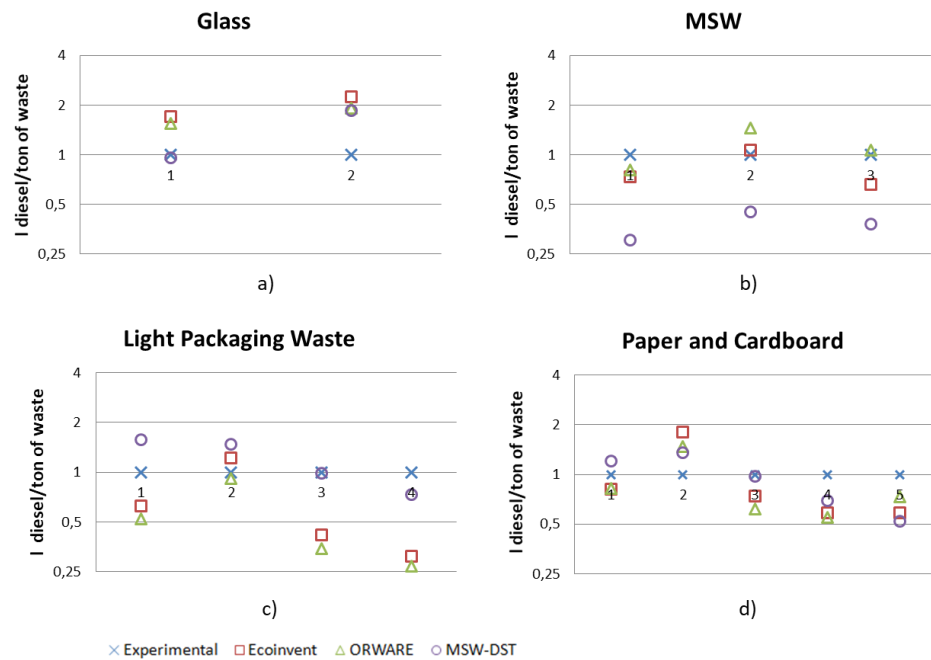 Glass
l diesel/ton of waste
4
2
1
0,5
0,25
1 2
a)
MSW
l diesel/ton of waste
4
2
1
0,5
0,25
1 2 3
b)
Light Packaging Waste
l diesel/ton of waste
4
2
1
0,5
0,25
1 2 3 4
c)
Paper and Cardboard
l diesel/ton of waste
4
2
1
0,5
0,25
1 2 3 4 5
d)
Experimental Ecoinvent ORWARE MSW-DST